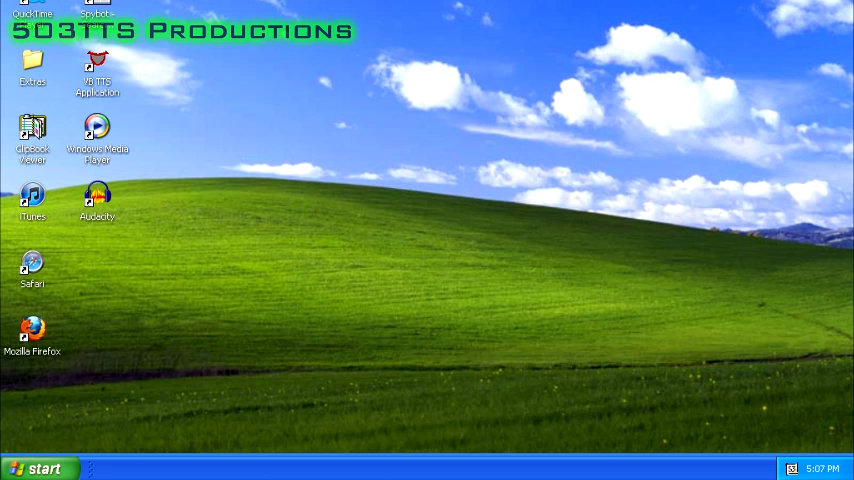 QuickTime
Spybot -
503TTS Productions
Extras
VB TTS
Application
ClipBook
Viewer
Windows Media
Player
iTunes
Audacity
Safari
Mozilla Firefox
start
5:07 PM